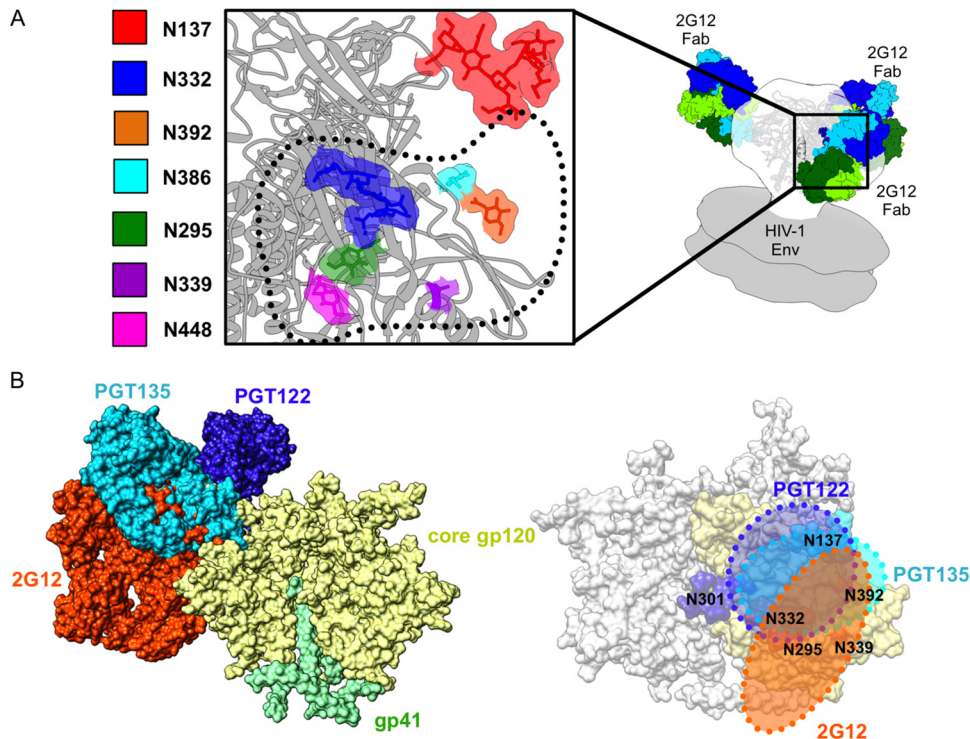 A
N137
N332
N392
N386
N295
N339
N448
2G12
Fab
2G12
Fab
2G12
Fab
HIV-1
Env
B
PGT135
PGT122
2G12
core gp120
gp41
PGT122
N137
PGT135
N301
N392
N332
N295
N339
2G12